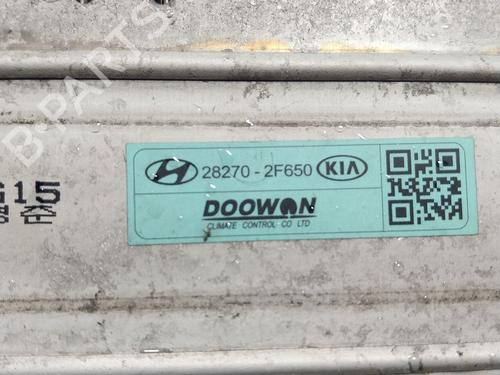 28270 - 2F650 KIA
DOOWON
CLIMATE CONTROL CO LTD
G15
B-PARTS